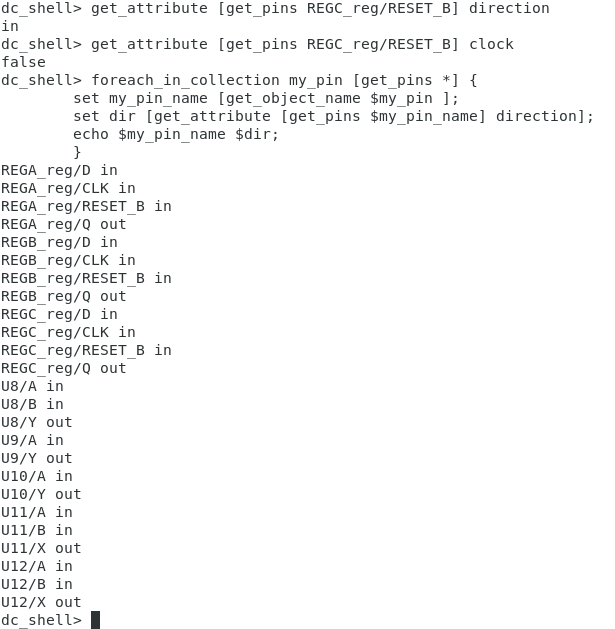 dc_shell> get_attribute [get_pins REGC_reg/RESET_B] direction
in
dc_shell> get_attribute [get_pins REGC_reg/RESET_B] clock
false
dc_shell> foreach_in_collection my_pin [get_pins *] {
        set my_pin_name [get_object_name $my_pin ];
        set dir [get_attribute [get_pins $my_pin_name] direction];
        echo $my_pin_name $dir;
        }
REGA_reg/D in
REGA_reg/CLK in
REGA_reg/RESET_B in
REGA_reg/Q out
REGB_reg/D in
REGB_reg/CLK in
REGB_reg/RESET_B in
REGB_reg/Q out
REGC_reg/D in
REGC_reg/CLK in
REGC_reg/RESET_B in
REGC_reg/Q out
U8/A in
U8/B in
U8/Y out
U9/A in
U9/Y out
U10/A in
U10/Y out
U11/A in
U11/B in
U11/X out
U12/A in
U12/B in
U12/X out
dc_shell>